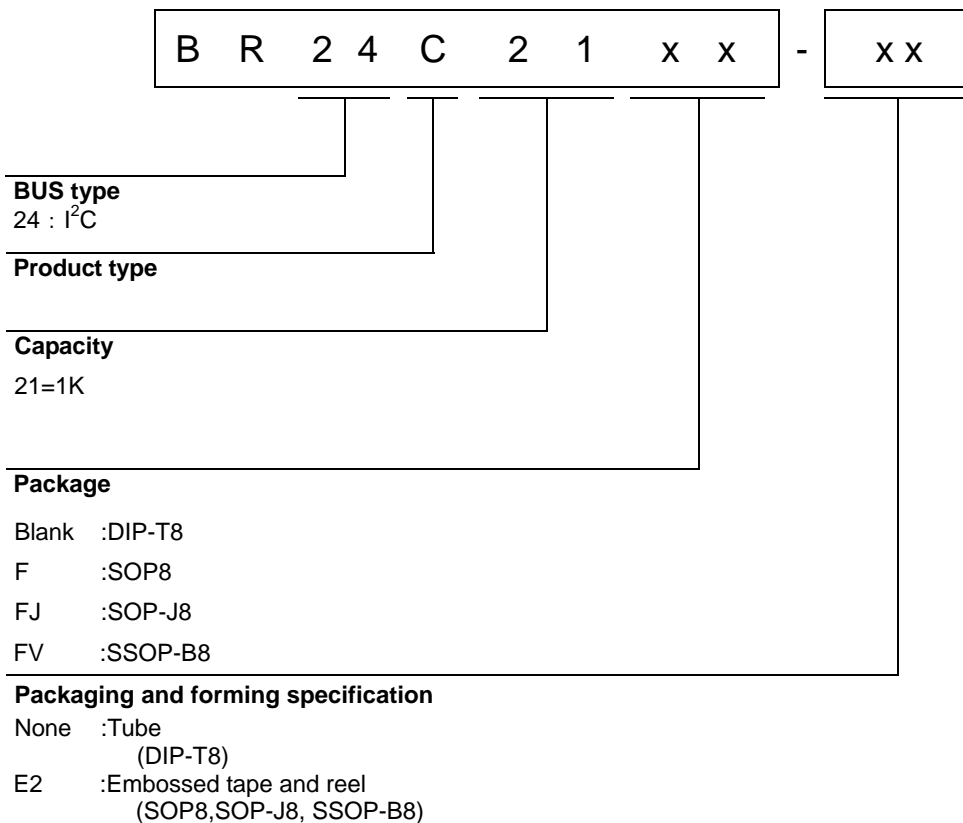 B R 2 4 C 2 1 x x - x x
BUS type
24 : I²C
Product type
Capacity
21=1K
Package
Blank :DIP-T8
F :SOP8
FJ :SOP-J8
FV :SSOP-B8
Packaging and forming specification
None :Tube
(DIP-T8)
E2 :Embossed tape and reel
(SOP8,SOP-J8, SSOP-B8)